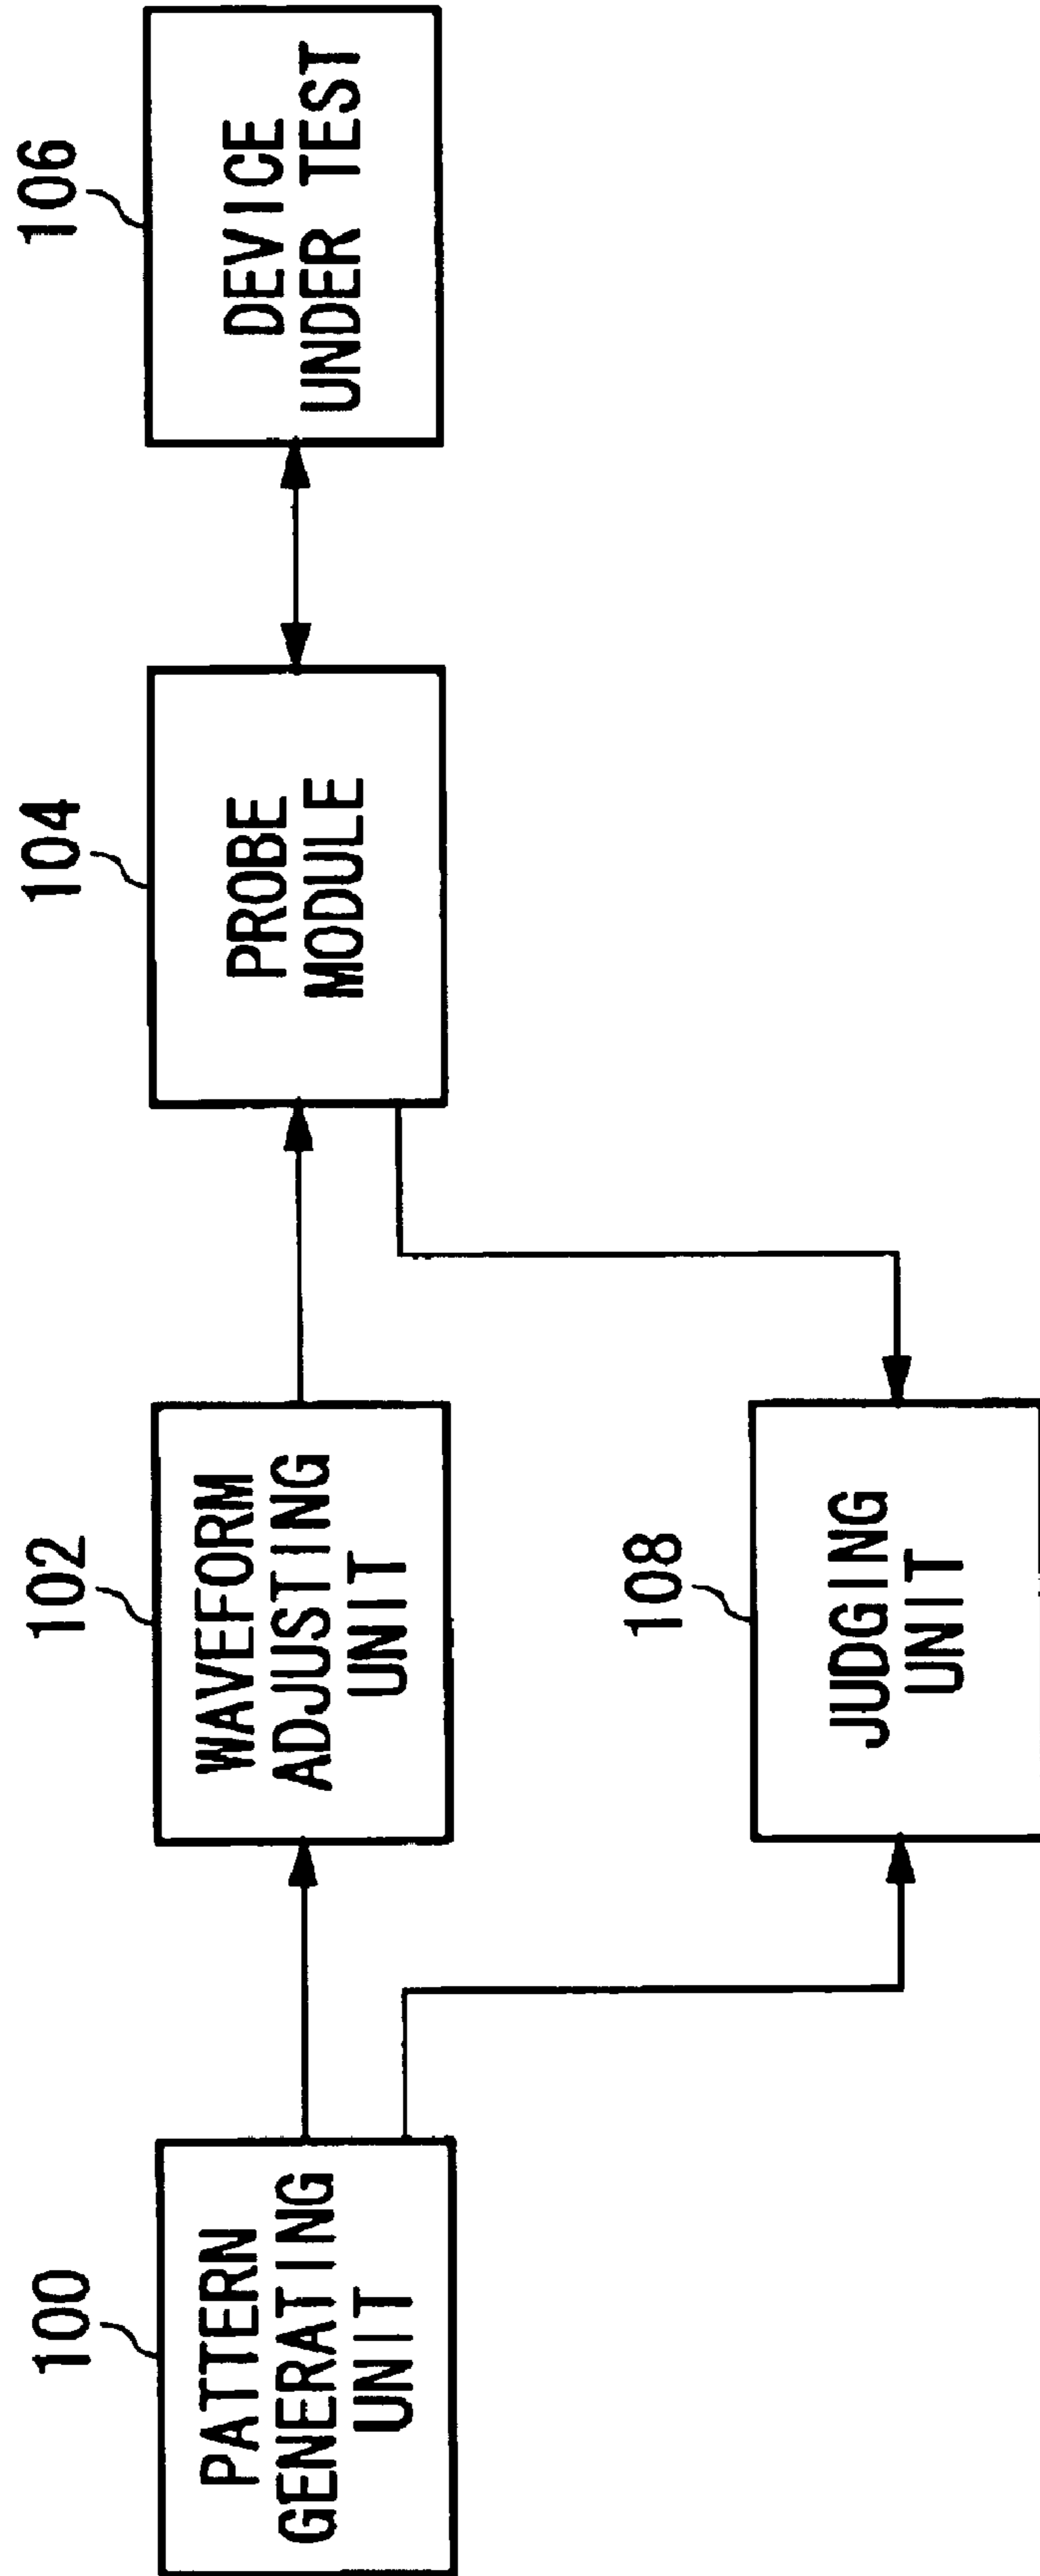 100
PATTERN
GENERATING
UNIT
102
WAVEFORM
ADJUSTING
UNIT
104
PROBE
MODULE
106
DEVICE
UNDER TEST
108
JUDGING
UNIT